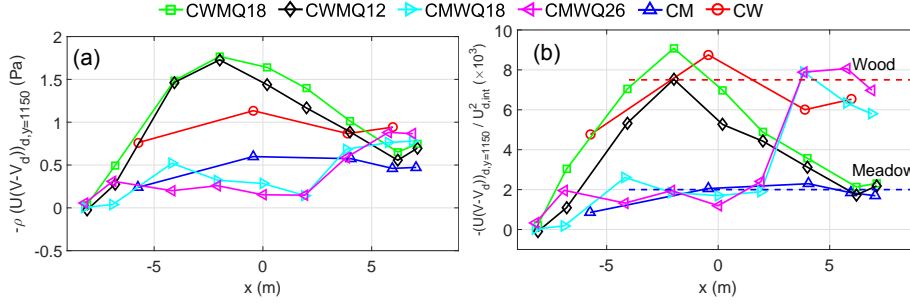 CWMQ18 CWMQ12 CMWQ18 CMWQ26 CM CW
(a)
-ρ (U(V-V_d))_{d,y=1150} (Pa)
2
1.5
1
0.5
0
-0.5
-5 0 5
x (m)
(b)
-(U(V-V_d))_{d,y=1150} / U^2_{d,int} (×10^3)
10
8
6
4
2
0
Wood
Meadow
-5 0 5
x (m)